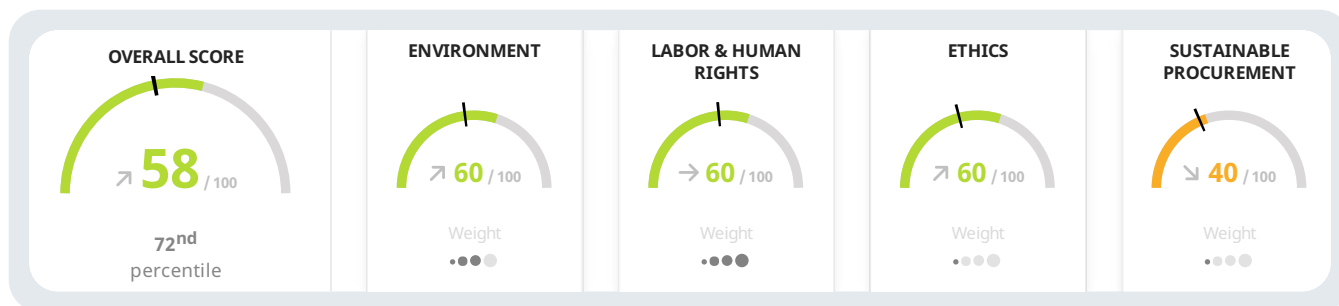 OVERALL SCORE
58 / 100
72nd
percentile
ENVIRONMENT
60 / 100
Weight
LABOR & HUMAN
RIGHTS
60 / 100
Weight
ETHICS
60 / 100
Weight
SUSTAINABLE
PROCUREMENT
40 / 100
Weight